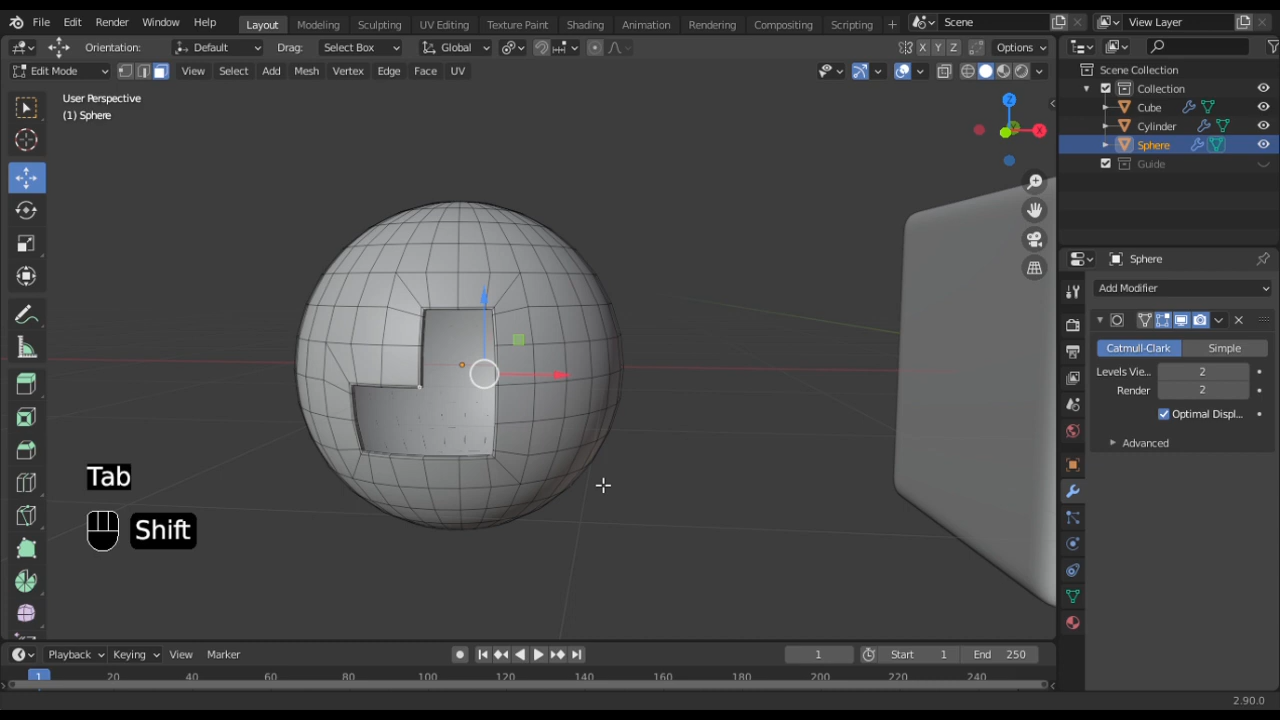 File Edit Render Window Help Layout Modeling Sculpting UV Editing Texture Paint Shading Animation Rendering Compositing Scripting + Scene View Layer
Orientation: Default Drag: Select Box Global X Y Z Options
Edit Mode View Select Add Mesh Vertex Edge Face UV
User Perspective
(1) Sphere
Z
X
Scene Collection
Collection
Cube
Cylinder
Sphere
Guide
Sphere
Add Modifier
Catmull-Clark Simple
Levels Vie... 2
Render 2
Optimal Displ...
Advanced
Tab
Shift
Playback Keying View Marker 1 Start 1 End 250
1 20 40 60 80 100 120 140 160 180 200 220 240
2.90.0